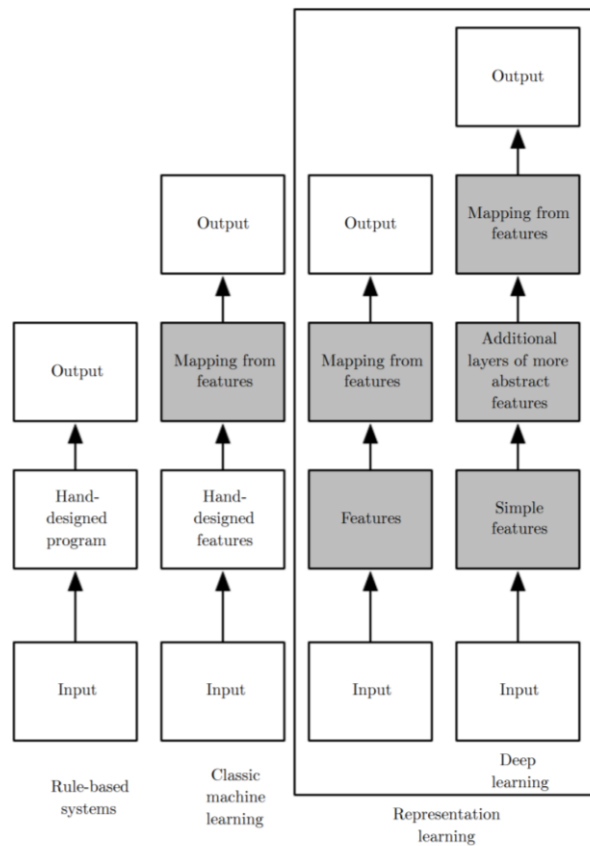 Output
Output
Output
Mapping from
features
Output
Mapping from
features
Mapping from
features
Additional
layers of more
abstract
features
Hand-
designed
program
Hand-
designed
features
Features
Simple
features
Input
Input
Input
Input
Rule-based
systems
Classic
machine
learning
Representation
learning
Deep
learning